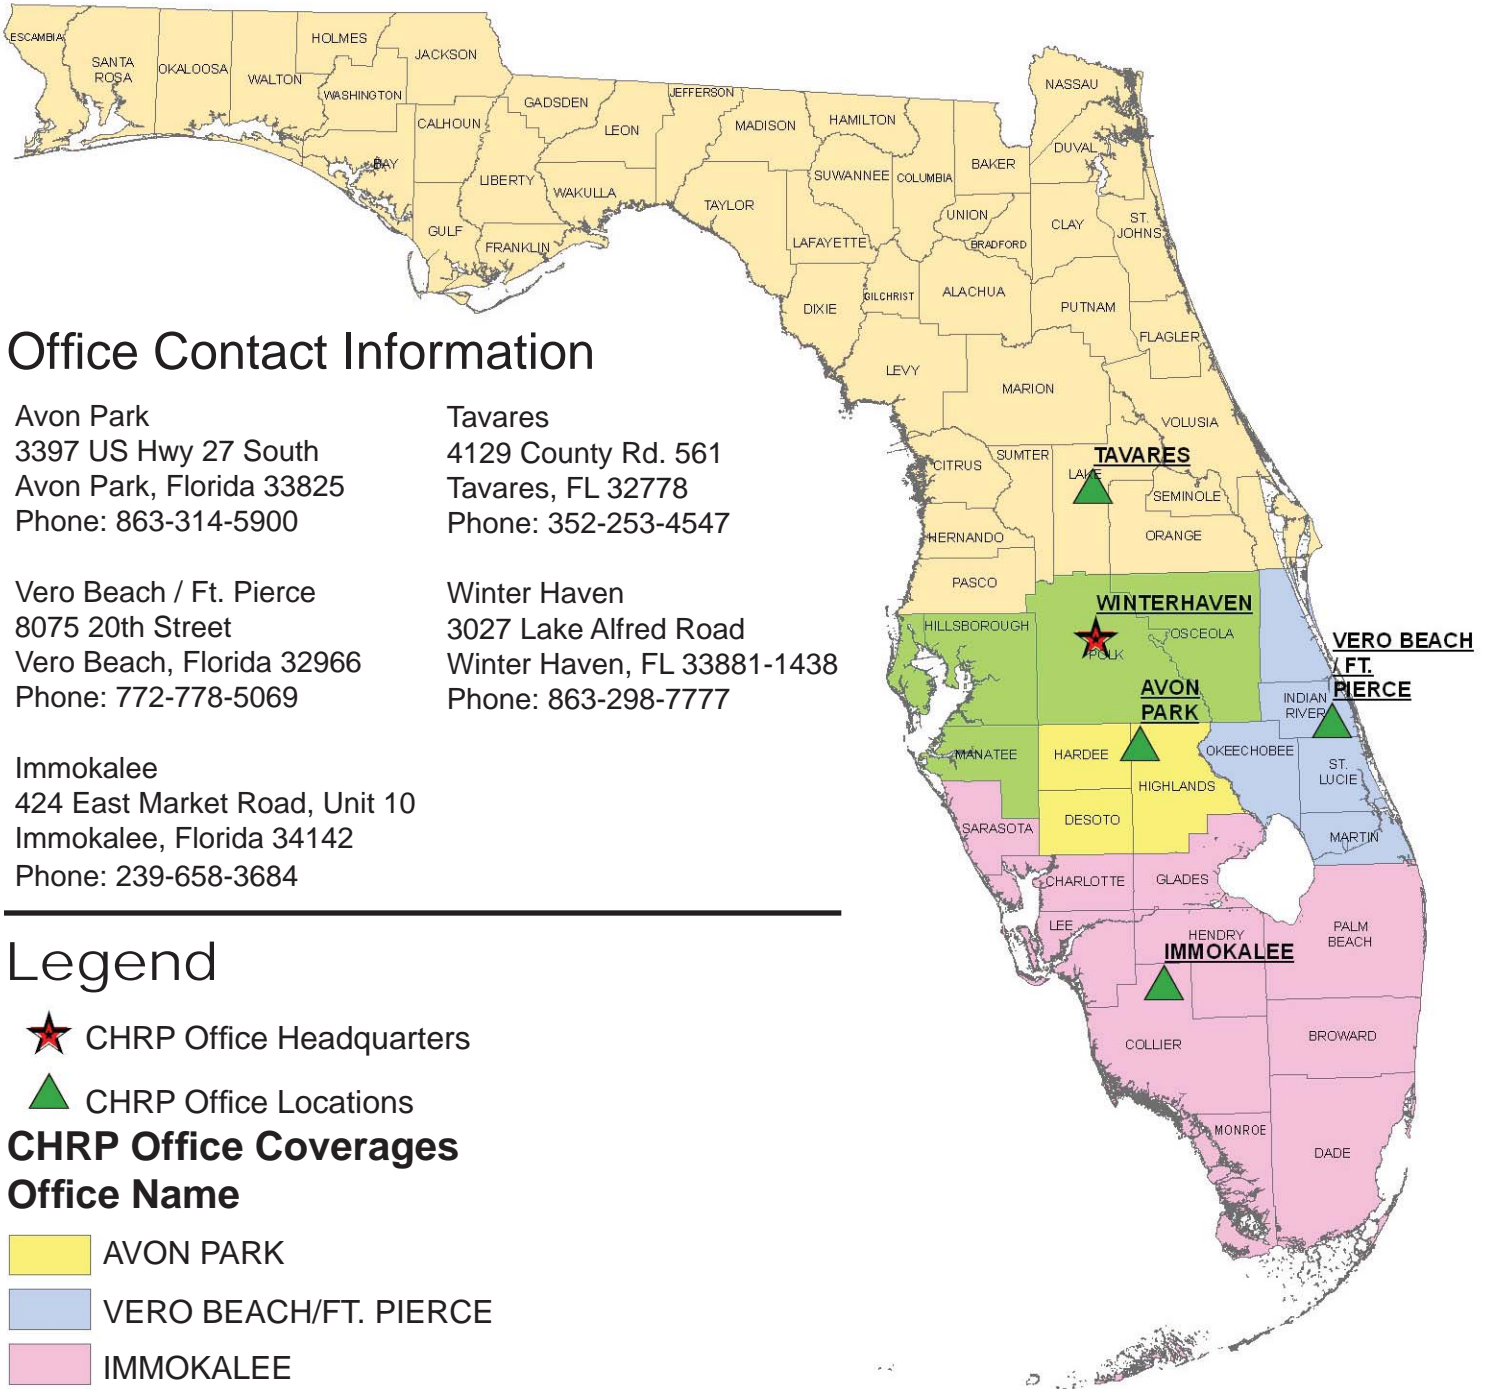 ESCAMBIA
SANTA
ROSA
OKALOOSA
WALTON
HOLMES
WASHINGTON
JACKSON
BAY
CALHOUN
GULF
LIBERTY
GADSDEN
FRANKLIN
LEON
WAKULLA
JEFFERSON
MADISON
TAYLOR
HAMILTON
SUWANNEE
LAFAYETTE
DIXIE
COLUMBIA
GILCHRIST
BAKER
UNION
BRADFORD
ALACHUA
NASSAU
DUVAL
CLAY
ST.
JOHNS
PUTNAM
FLAGLER
LEVY
MARION
VOLUSIA
CITRUS
SUMTER
TAVARES
LAKE
SEMINOLE
HERNANDO
ORANGE
PASCO
WINTERHAVEN
HILLSBOROUGH
OSCEOLA
POLK
VERO BEACH
/ FT.
PIERCE
AVON
PARK
INDIAN
RIVER
MANATEE
HARDEE
OKEECHOBEE
ST.
LUCIE
HIGHLANDS
SARASOTA
DESOTO
MARTIN
CHARLOTTE
GLADES
LEE
HENDRY
PALM
BEACH
IMMOKALEE
COLLIER
BROWARD
MONROE
DADE
Office Contact Information
Avon Park
3397 US Hwy 27 South
Avon Park, Florida 33825
Phone: 863-314-5900
Tavares
4129 County Rd. 561
Tavares, FL 32778
Phone: 352-253-4547
Vero Beach / Ft. Pierce
8075 20th Street
Vero Beach, Florida 32966
Phone: 772-778-5069
Winter Haven
3027 Lake Alfred Road
Winter Haven, FL 33881-1438
Phone: 863-298-7777
Immokalee
424 East Market Road, Unit 10
Immokalee, Florida 34142
Phone: 239-658-3684
Legend
CHRP Office Headquarters
CHRP Office Locations
CHRP Office Coverages
Office Name
AVON PARK
VERO BEACH/FT. PIERCE
IMMOKALEE